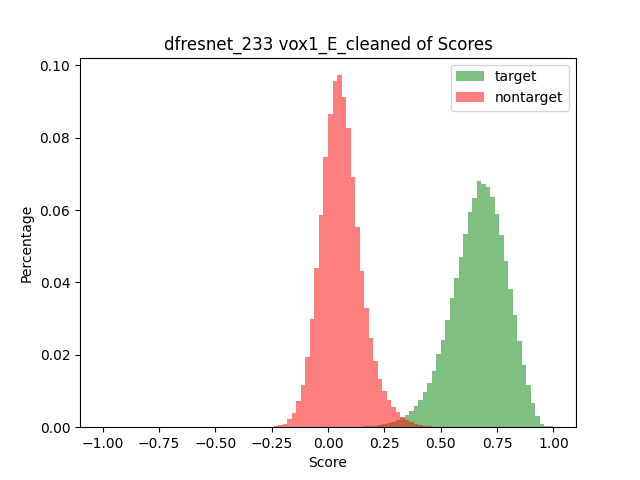 dfresnet_233 vox1_E_cleaned of Scores
target
nontarget
Percentage
0.10
0.08
0.06
0.04
0.02
0.00
−1.00 −0.75 −0.50 −0.25 0.00 0.25 0.50 0.75 1.00
Score